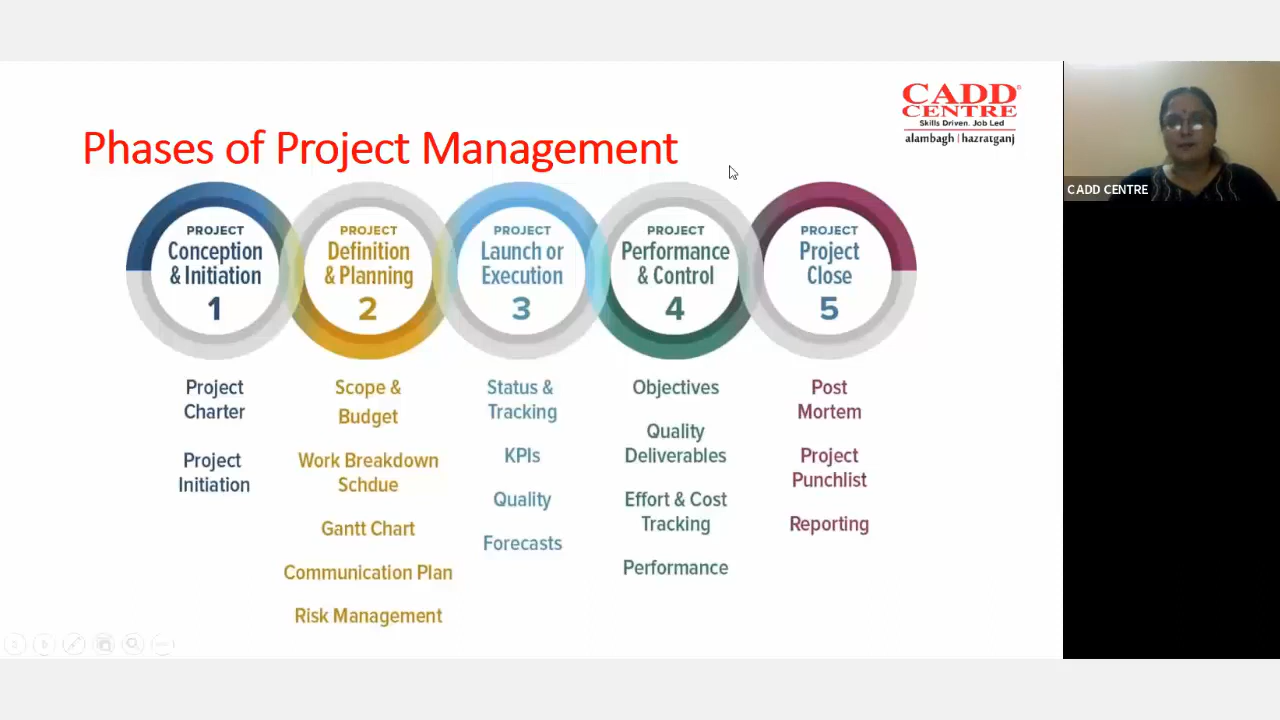 CADD
CENTRE
Skills Driven. Job Led
alambagh | hazratganj
CADD CENTRE
Phases of Project Management
PROJECT
Conception
& Initiation
1
PROJECT
Definition
& Planning
2
PROJECT
Launch or
Execution
3
PROJECT
Performance
& Control
4
PROJECT
Project
Close
5
Project
Charter
Project
Initiation
Scope &
Budget
Work Breakdown
Schdue
Gantt Chart
Communication Plan
Risk Management
Status &
Tracking
KPIs
Quality
Forecasts
Objectives
Quality
Deliverables
Effort & Cost
Tracking
Performance
Post
Mortem
Project
Punchlist
Reporting